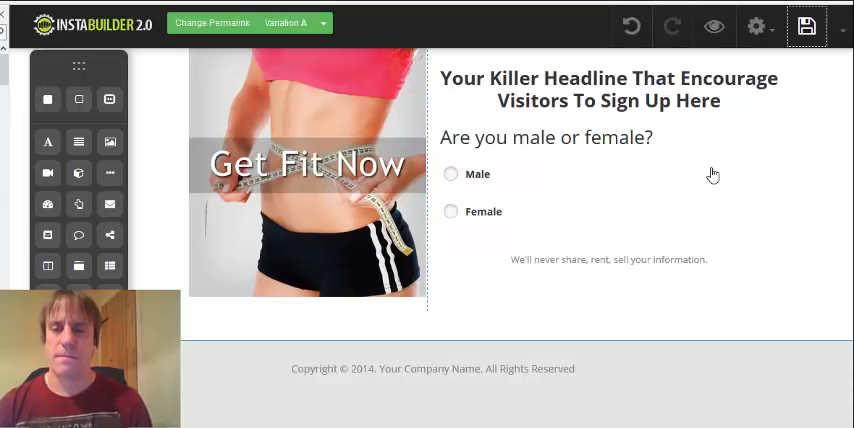 INSTABUILDER 2.0
Change Permalink Variation A
Your Killer Headline That Encourage
Visitors To Sign Up Here
Are you male or female?
Get Fit Now
Male
Female
We'll never share, rent, sell your information.
Copyright © 2014. Your Company Name. All Rights Reserved